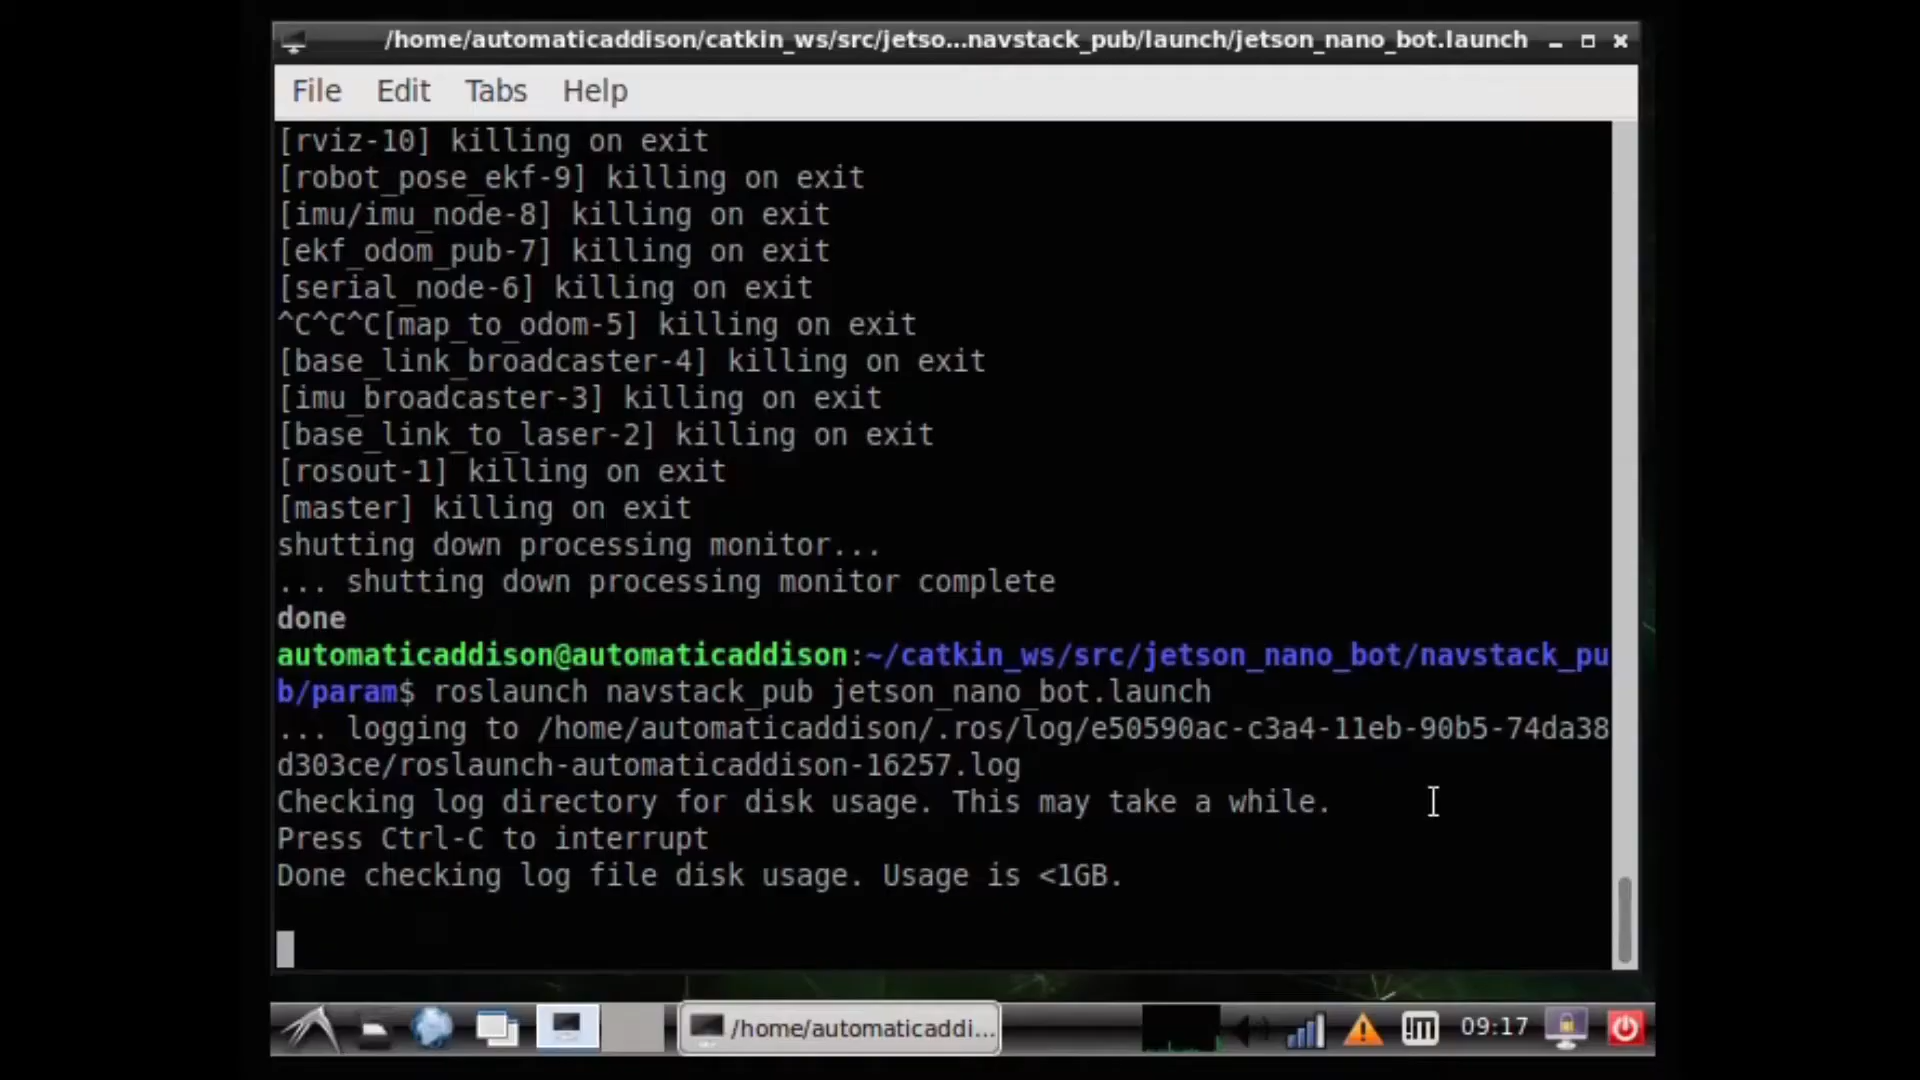 /home/automaticaddison/catkin_ws/src/jetso...navstack_pub/launch/jetson_nano_bot.launch
File Edit Tabs Help
[rviz-10] killing on exit
[robot_pose_ekf-9] killing on exit
[imu/imu_node-8] killing on exit
[ekf_odom_pub-7] killing on exit
[serial_node-6] killing on exit
^C^C^C[map_to_odom-5] killing on exit
[base_link_broadcaster-4] killing on exit
[imu_broadcaster-3] killing on exit
[base_link_to_laser-2] killing on exit
[rosout-1] killing on exit
[master] killing on exit
shutting down processing monitor...
... shutting down processing monitor complete
done
automaticaddison@automaticaddison:~/catkin_ws/src/jetson_nano_bot/navstack_pu
b/param$ roslaunch navstack_pub jetson_nano_bot.launch
... logging to /home/automaticaddison/.ros/log/e50590ac-c3a4-11eb-90b5-74da38
d303ce/roslaunch-automaticaddison-16257.log
Checking log directory for disk usage. This may take a while.
Press Ctrl-C to interrupt
Done checking log file disk usage. Usage is <1GB.
/home/automaticaddi... 09:17